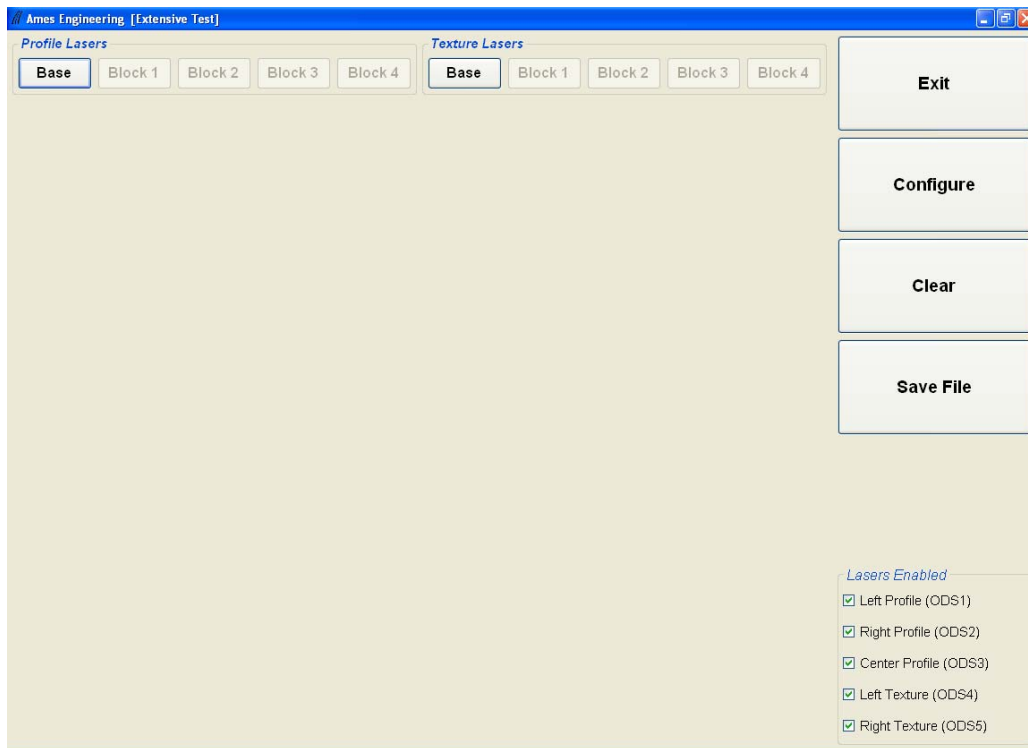 Ames Engineering [Extensive Test]
Profile Lasers
Base Block 1 Block 2 Block 3 Block 4
Texture Lasers
Base Block 1 Block 2 Block 3 Block 4
Exit
Configure
Clear
Save File
Lasers Enabled
Left Profile (ODS1)
Right Profile (ODS2)
Center Profile (ODS3)
Left Texture (ODS4)
Right Texture (ODS5)